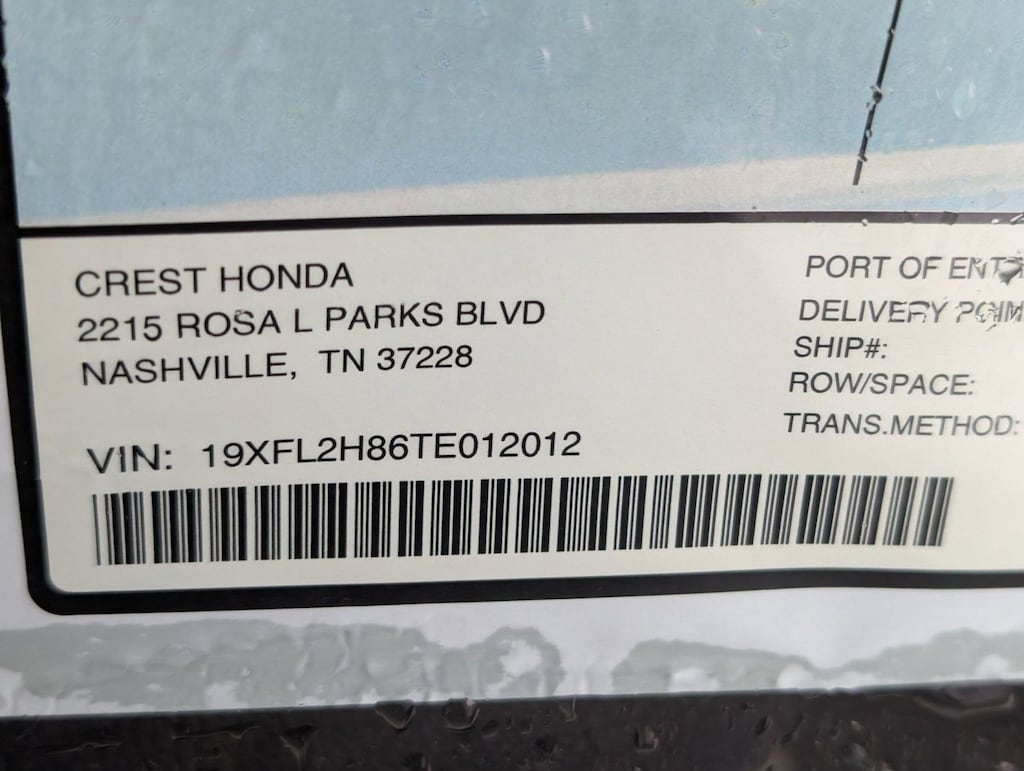 CREST HONDA
2215 ROSA L PARKS BLVD
NASHVILLE, TN 37228
VIN: 19XFL2H86TE012012
PORT OF
DELIVERY
SHIP#:
ROW/SPACE:
TRANS.METHOD: